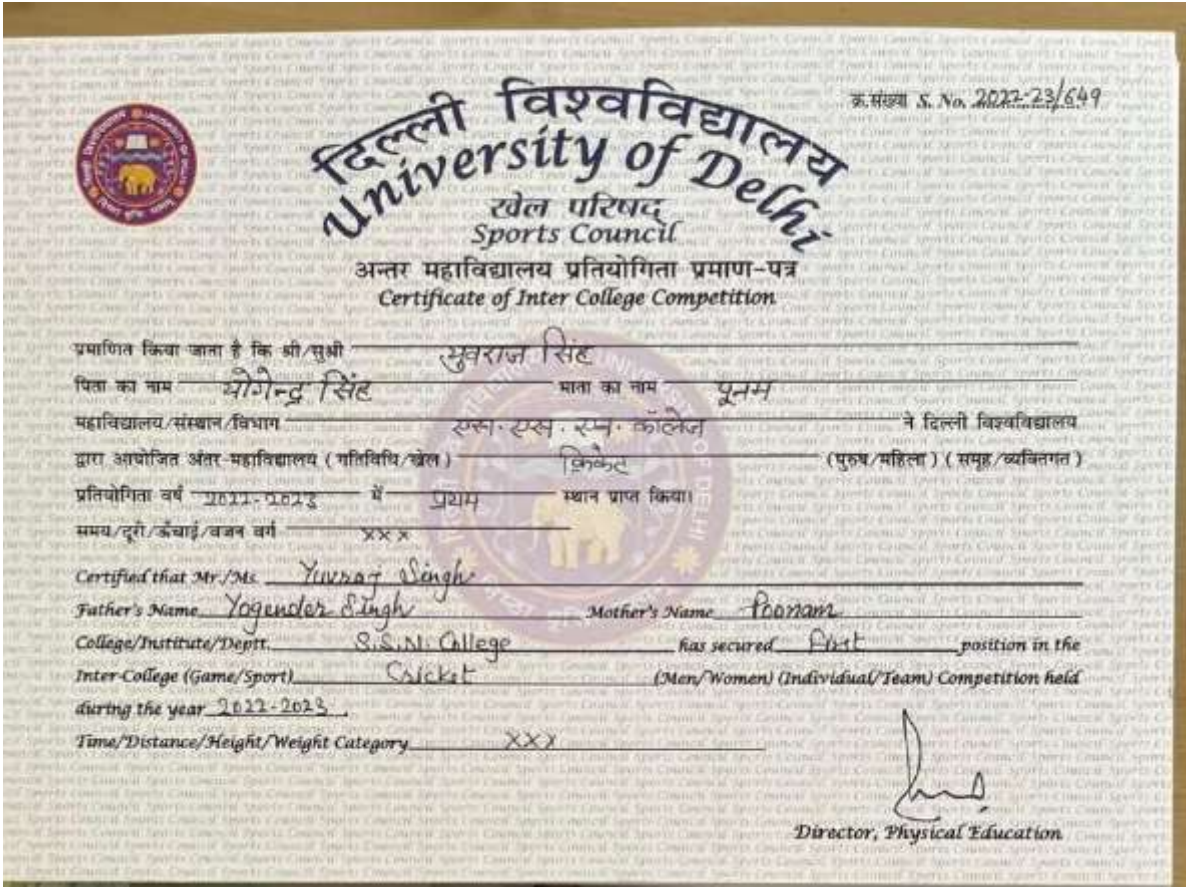 क्र.संख्या S. No. 2022-23/649
दिल्ली विश्वविद्यालय
University of Delhi
खेल परिषद्
Sports Council
अन्तर महाविद्यालय प्रतियोगिता प्रमाण-पत्र
Certificate of Inter College Competition
प्रमाणित किया जाता है कि श्री/सुश्री युवराज सिंह
पिता का नाम योगेन्द्र सिंह माता का नाम पूनम
महाविद्यालय/संस्थान/विभाग एस. एस. एन. कॉलेज ने दिल्ली विश्वविद्यालय
द्वारा आयोजित अंतर-महाविद्यालय (गतिविधि/खेल) क्रिकेट (पुरुष/महिला) (समूह/व्यक्तिगत)
प्रतियोगिता वर्ष 2022-2023 में प्रथम स्थान प्राप्त किया।
समय/दूरी/ऊँचाई/वजन वर्ग xxx
Certified that Mr./Ms. Yuvraj Singh
Father's Name Yogender Singh Mother's Name Poonam
College/Institute/Deptt. S.S.N. College has secured First position in the
Inter-College (Game/Sport) Cricket (Men/Women) (Individual/Team) Competition held
during the year 2022-2023.
Time/Distance/Height/Weight Category XXX
Director, Physical Education